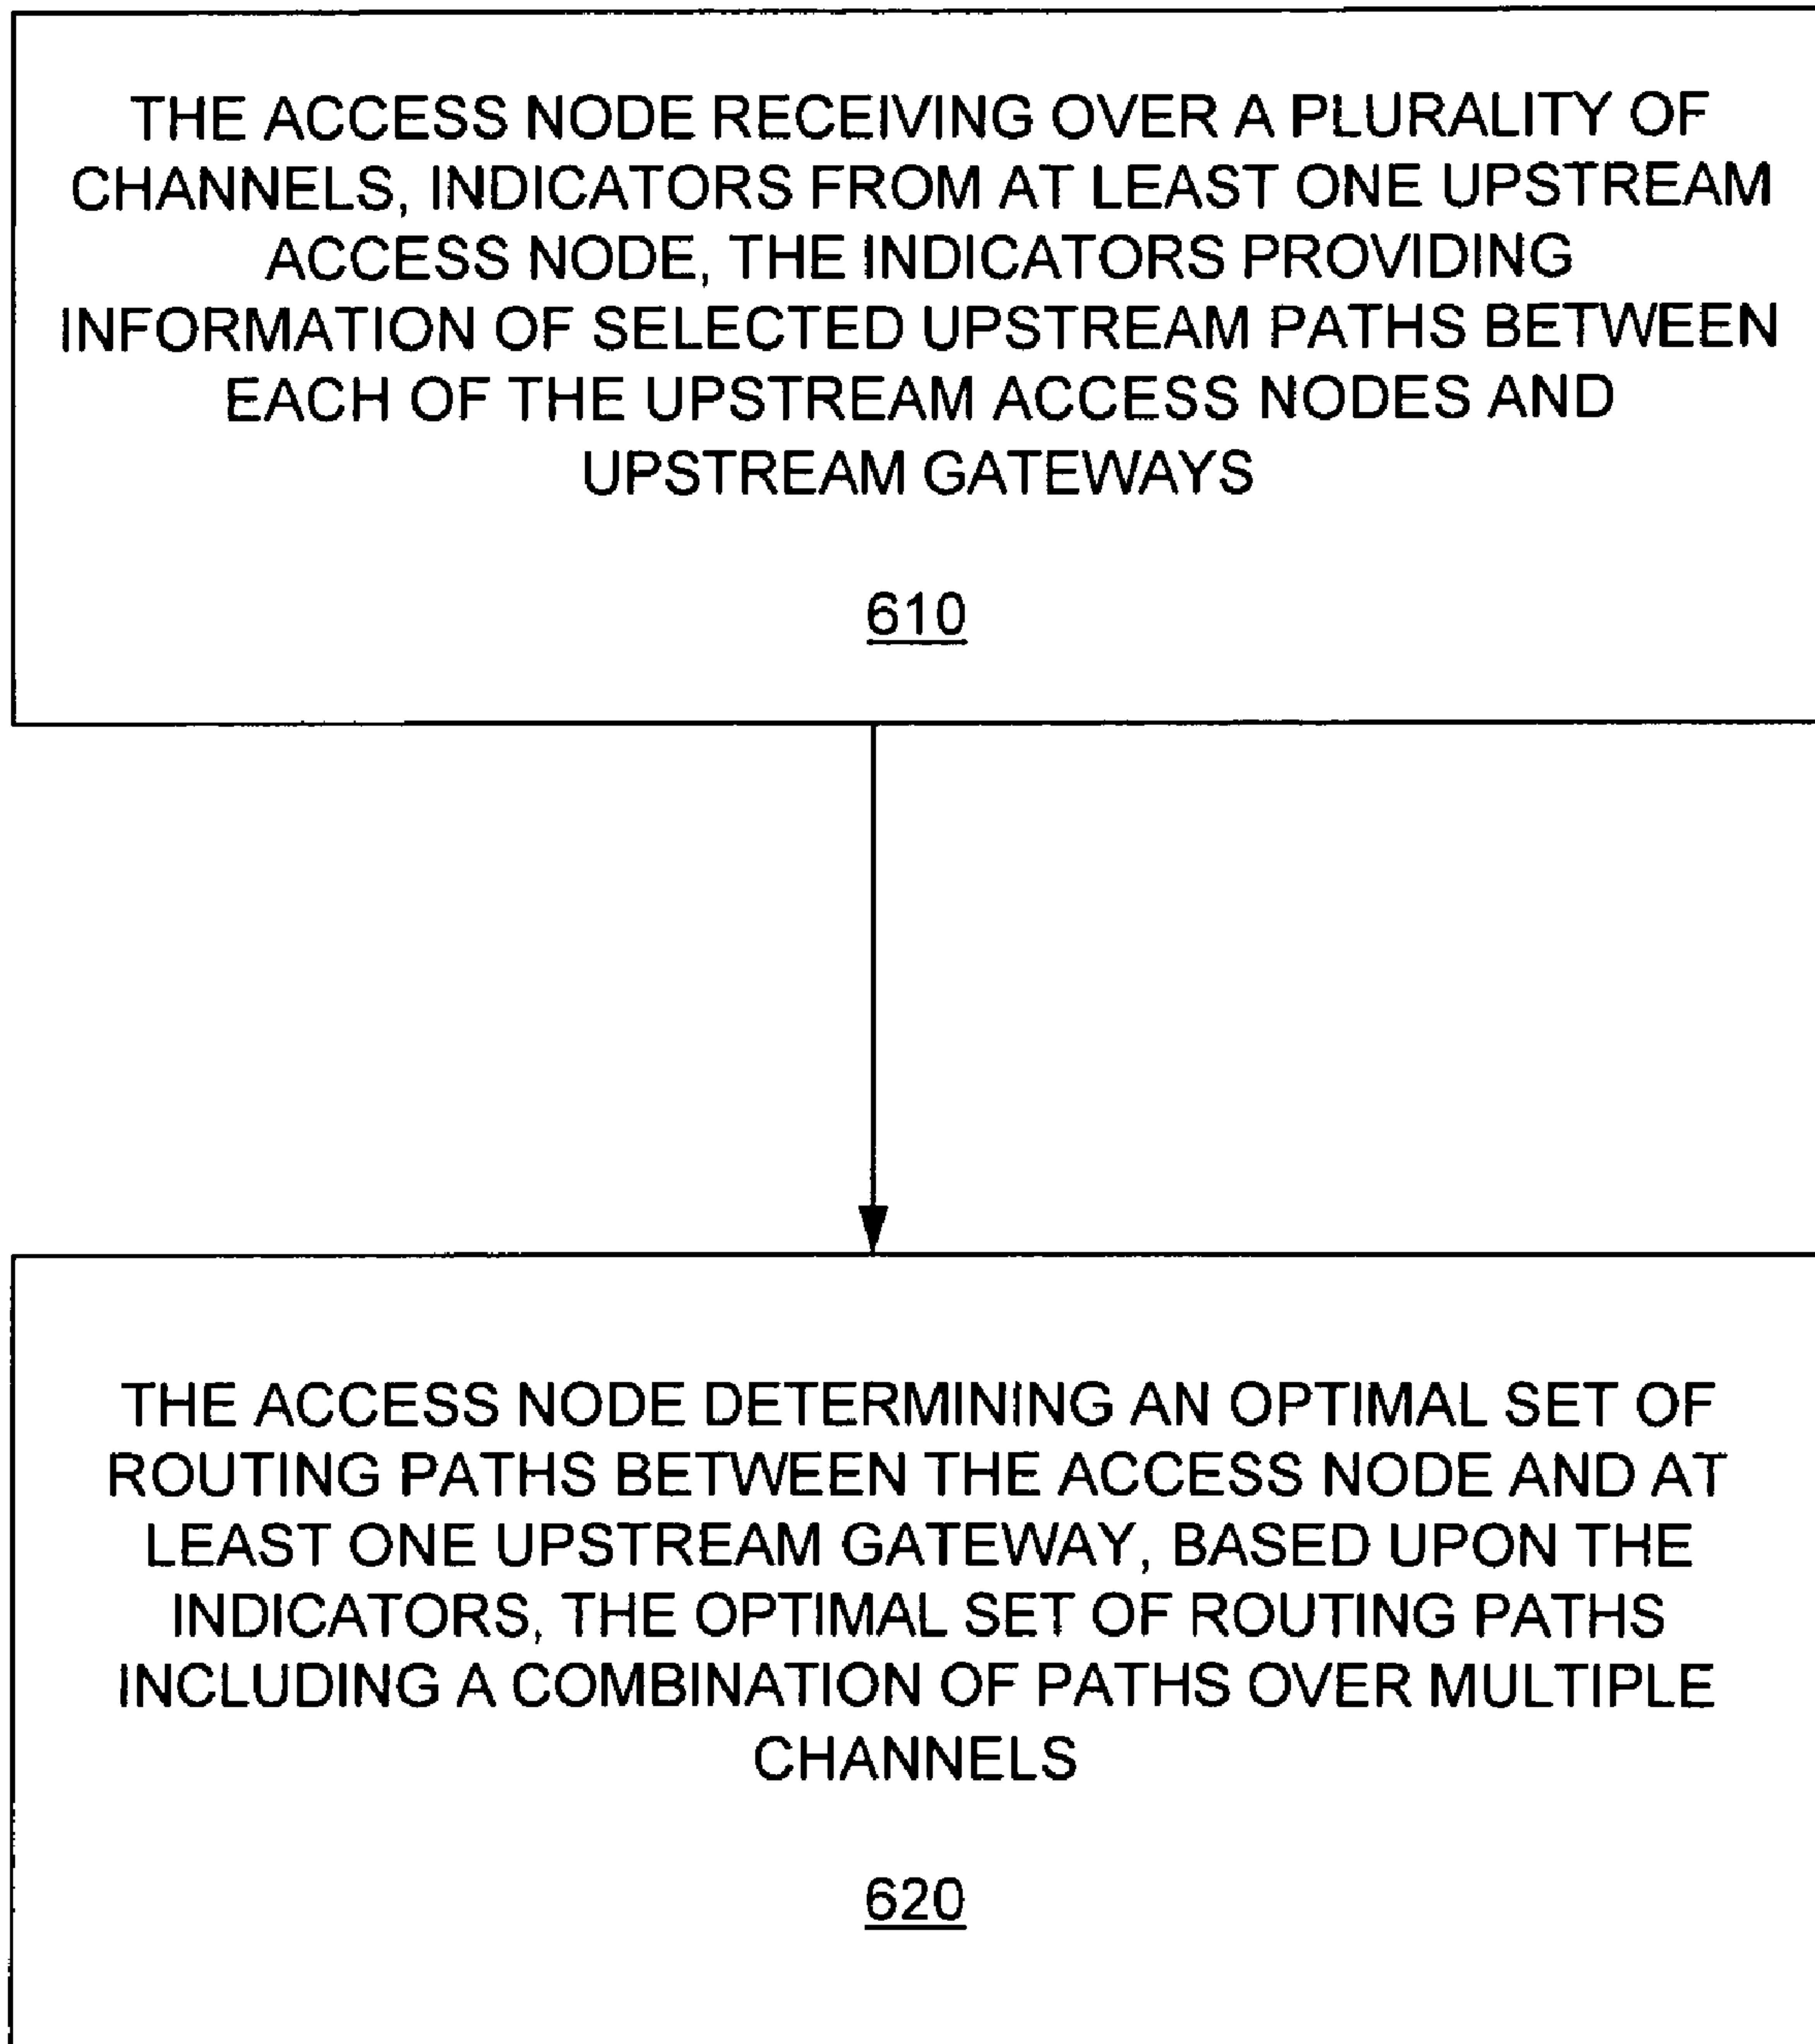 THE ACCESS NODE RECEIVING OVER A PLURALITY OF
CHANNELS, INDICATORS FROM AT LEAST ONE UPSTREAM
ACCESS NODE, THE INDICATORS PROVIDING
INFORMATION OF SELECTED UPSTREAM PATHS BETWEEN
EACH OF THE UPSTREAM ACCESS NODES AND
UPSTREAM GATEWAYS
610
THE ACCESS NODE DETERMINING AN OPTIMAL SET OF
ROUTING PATHS BETWEEN THE ACCESS NODE AND AT
LEAST ONE UPSTREAM GATEWAY, BASED UPON THE
INDICATORS, THE OPTIMAL SET OF ROUTING PATHS
INCLUDING A COMBINATION OF PATHS OVER MULTIPLE
CHANNELS
620